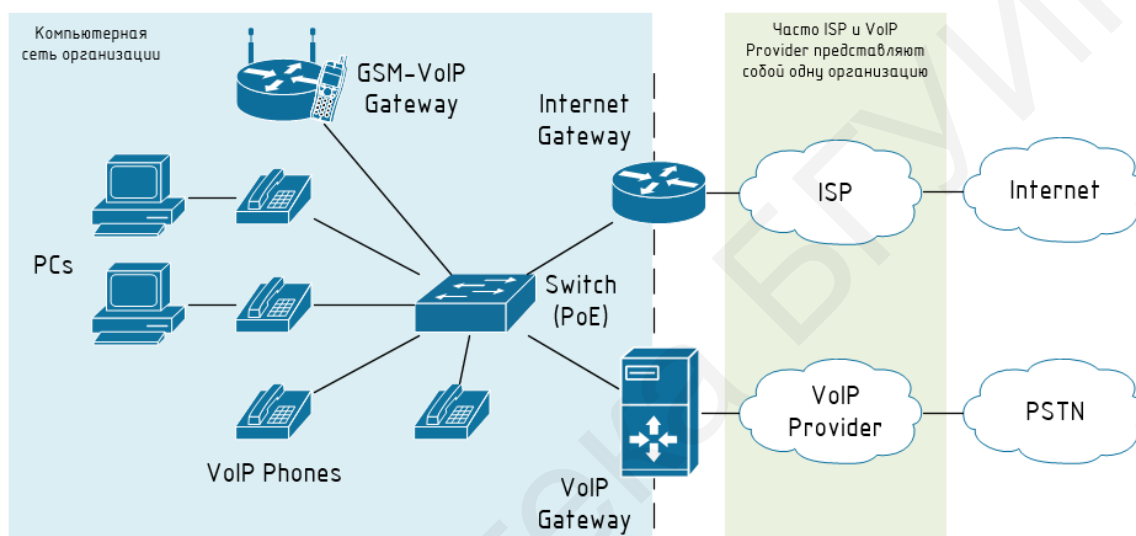 Компьютерная
сеть организации
GSM-VoIP
Gateway
Internet
Gateway
Часто ISP и VoIP
Provider представляют
собой одну организацию
ISP
Internet
PCs
Switch
(PoE)
VoIP
Provider
PSTN
VoIP Phones
VoIP
Gateway